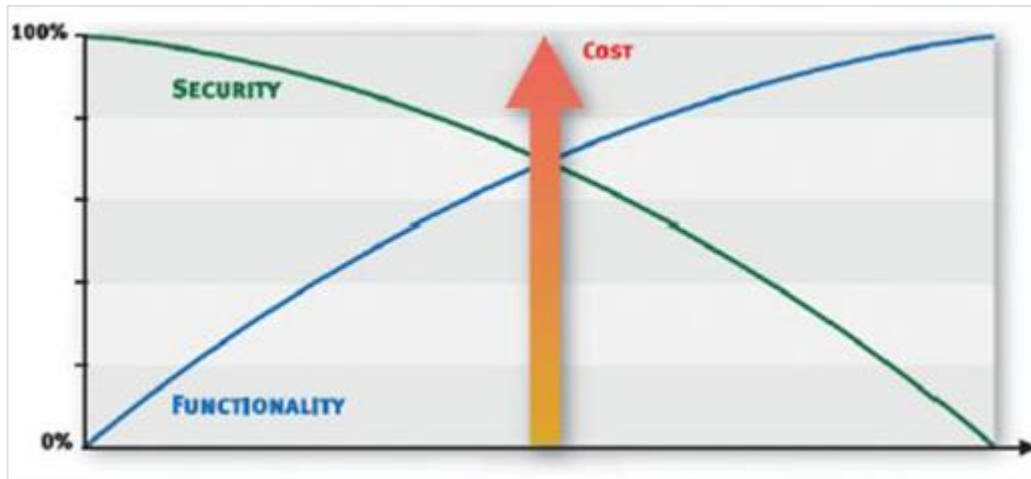 100%
COST
SECURITY
FUNCTIONALITY
0%